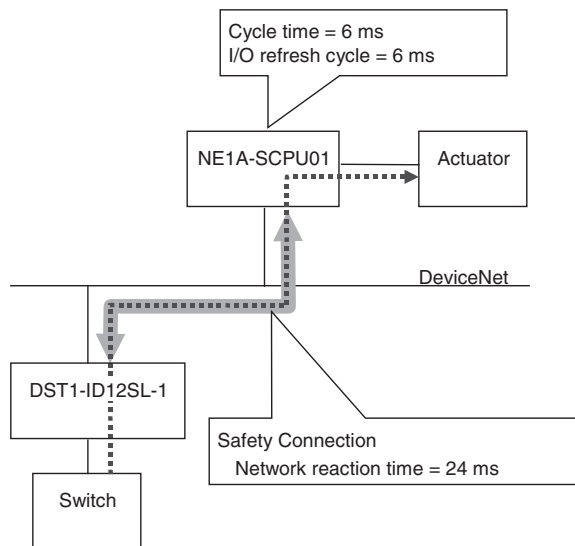 Cycle time = 6 ms
I/O refresh cycle = 6 ms
NE1A-SCPU01
Actuator
DeviceNet
DST1-ID12SL-1
Safety Connection
Network reaction time = 24 ms
Switch